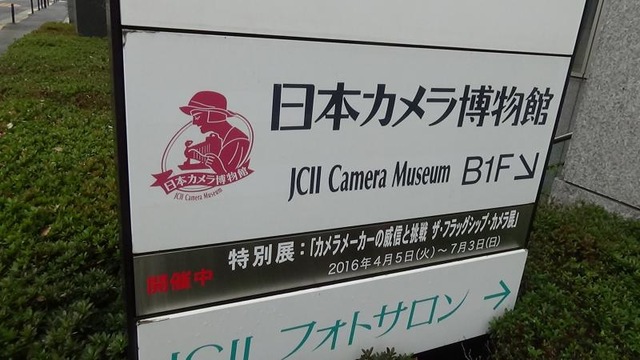 日本カメラ博物館
JCII Camera Museum B1F↘
日本カメラ博物館
JCII Camera Museum
開催中
特別展:「カメラメーカーの威信と挑戦 ザ・フラッグシップ・カメラ展」
2016年4月5日(火)~7月3日(日)
JCII フォトサロン →